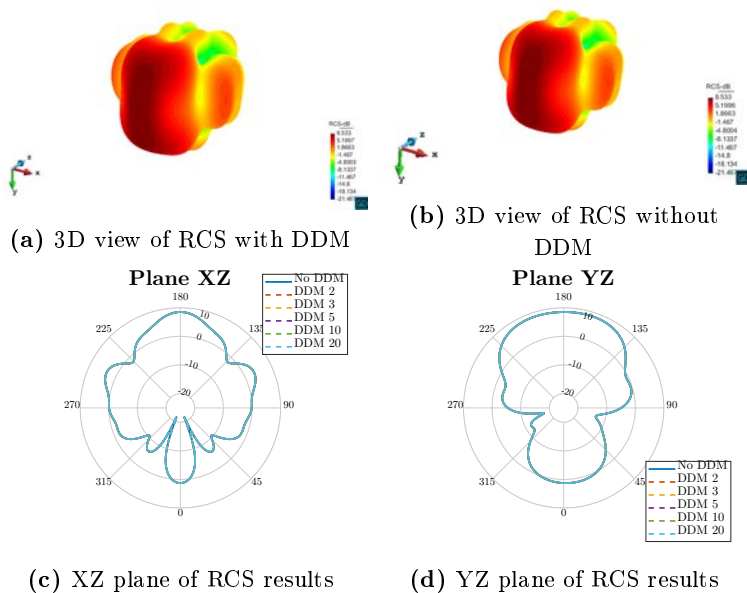 RCS-dB
8.533
5.1996
1.8663
-1.467
-4.8004
-8.1337
-11.467
-14.8
-18.134
-21.467
z
x
y
RCS-dB
8.533
5.1996
1.8663
-1.467
-4.8004
-8.1337
-11.467
-14.8
-18.134
-21.467
z
x
y
(a) 3D view of RCS with DDM
(b) 3D view of RCS without
DDM
Plane XZ
No DDM
DDM 2
DDM 3
DDM 5
DDM 10
DDM 20
180
10
225
135
0
-10
-20
270
90
315
45
0
Plane YZ
180
10
225
135
0
-10
-20
270
90
315
45
0
No DDM
DDM 2
DDM 3
DDM 5
DDM 10
DDM 20
(c) XZ plane of RCS results
(d) YZ plane of RCS results